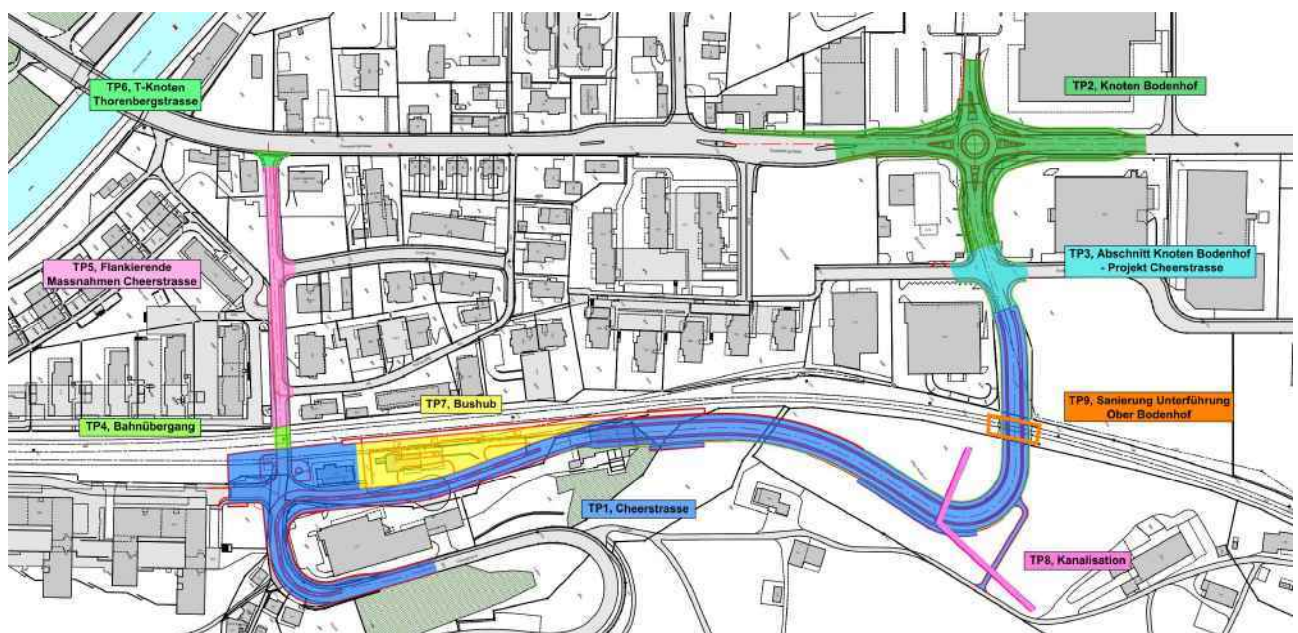 TP6, T-Knoten
Thorenbergstrasse
TP2, Knoten Bodenhof
TP5, Flankierende
Massnahmen Cheerstrasse
TP3, Abschnitt Knoten Bodenhof
- Projekt Cheerstrasse
TP7, Bushub
TP4, Bahnübergang
TP9, Sanierung Unterführung
Ober Bodenhof
TP1, Cheerstrasse
TP8, Kanalisation